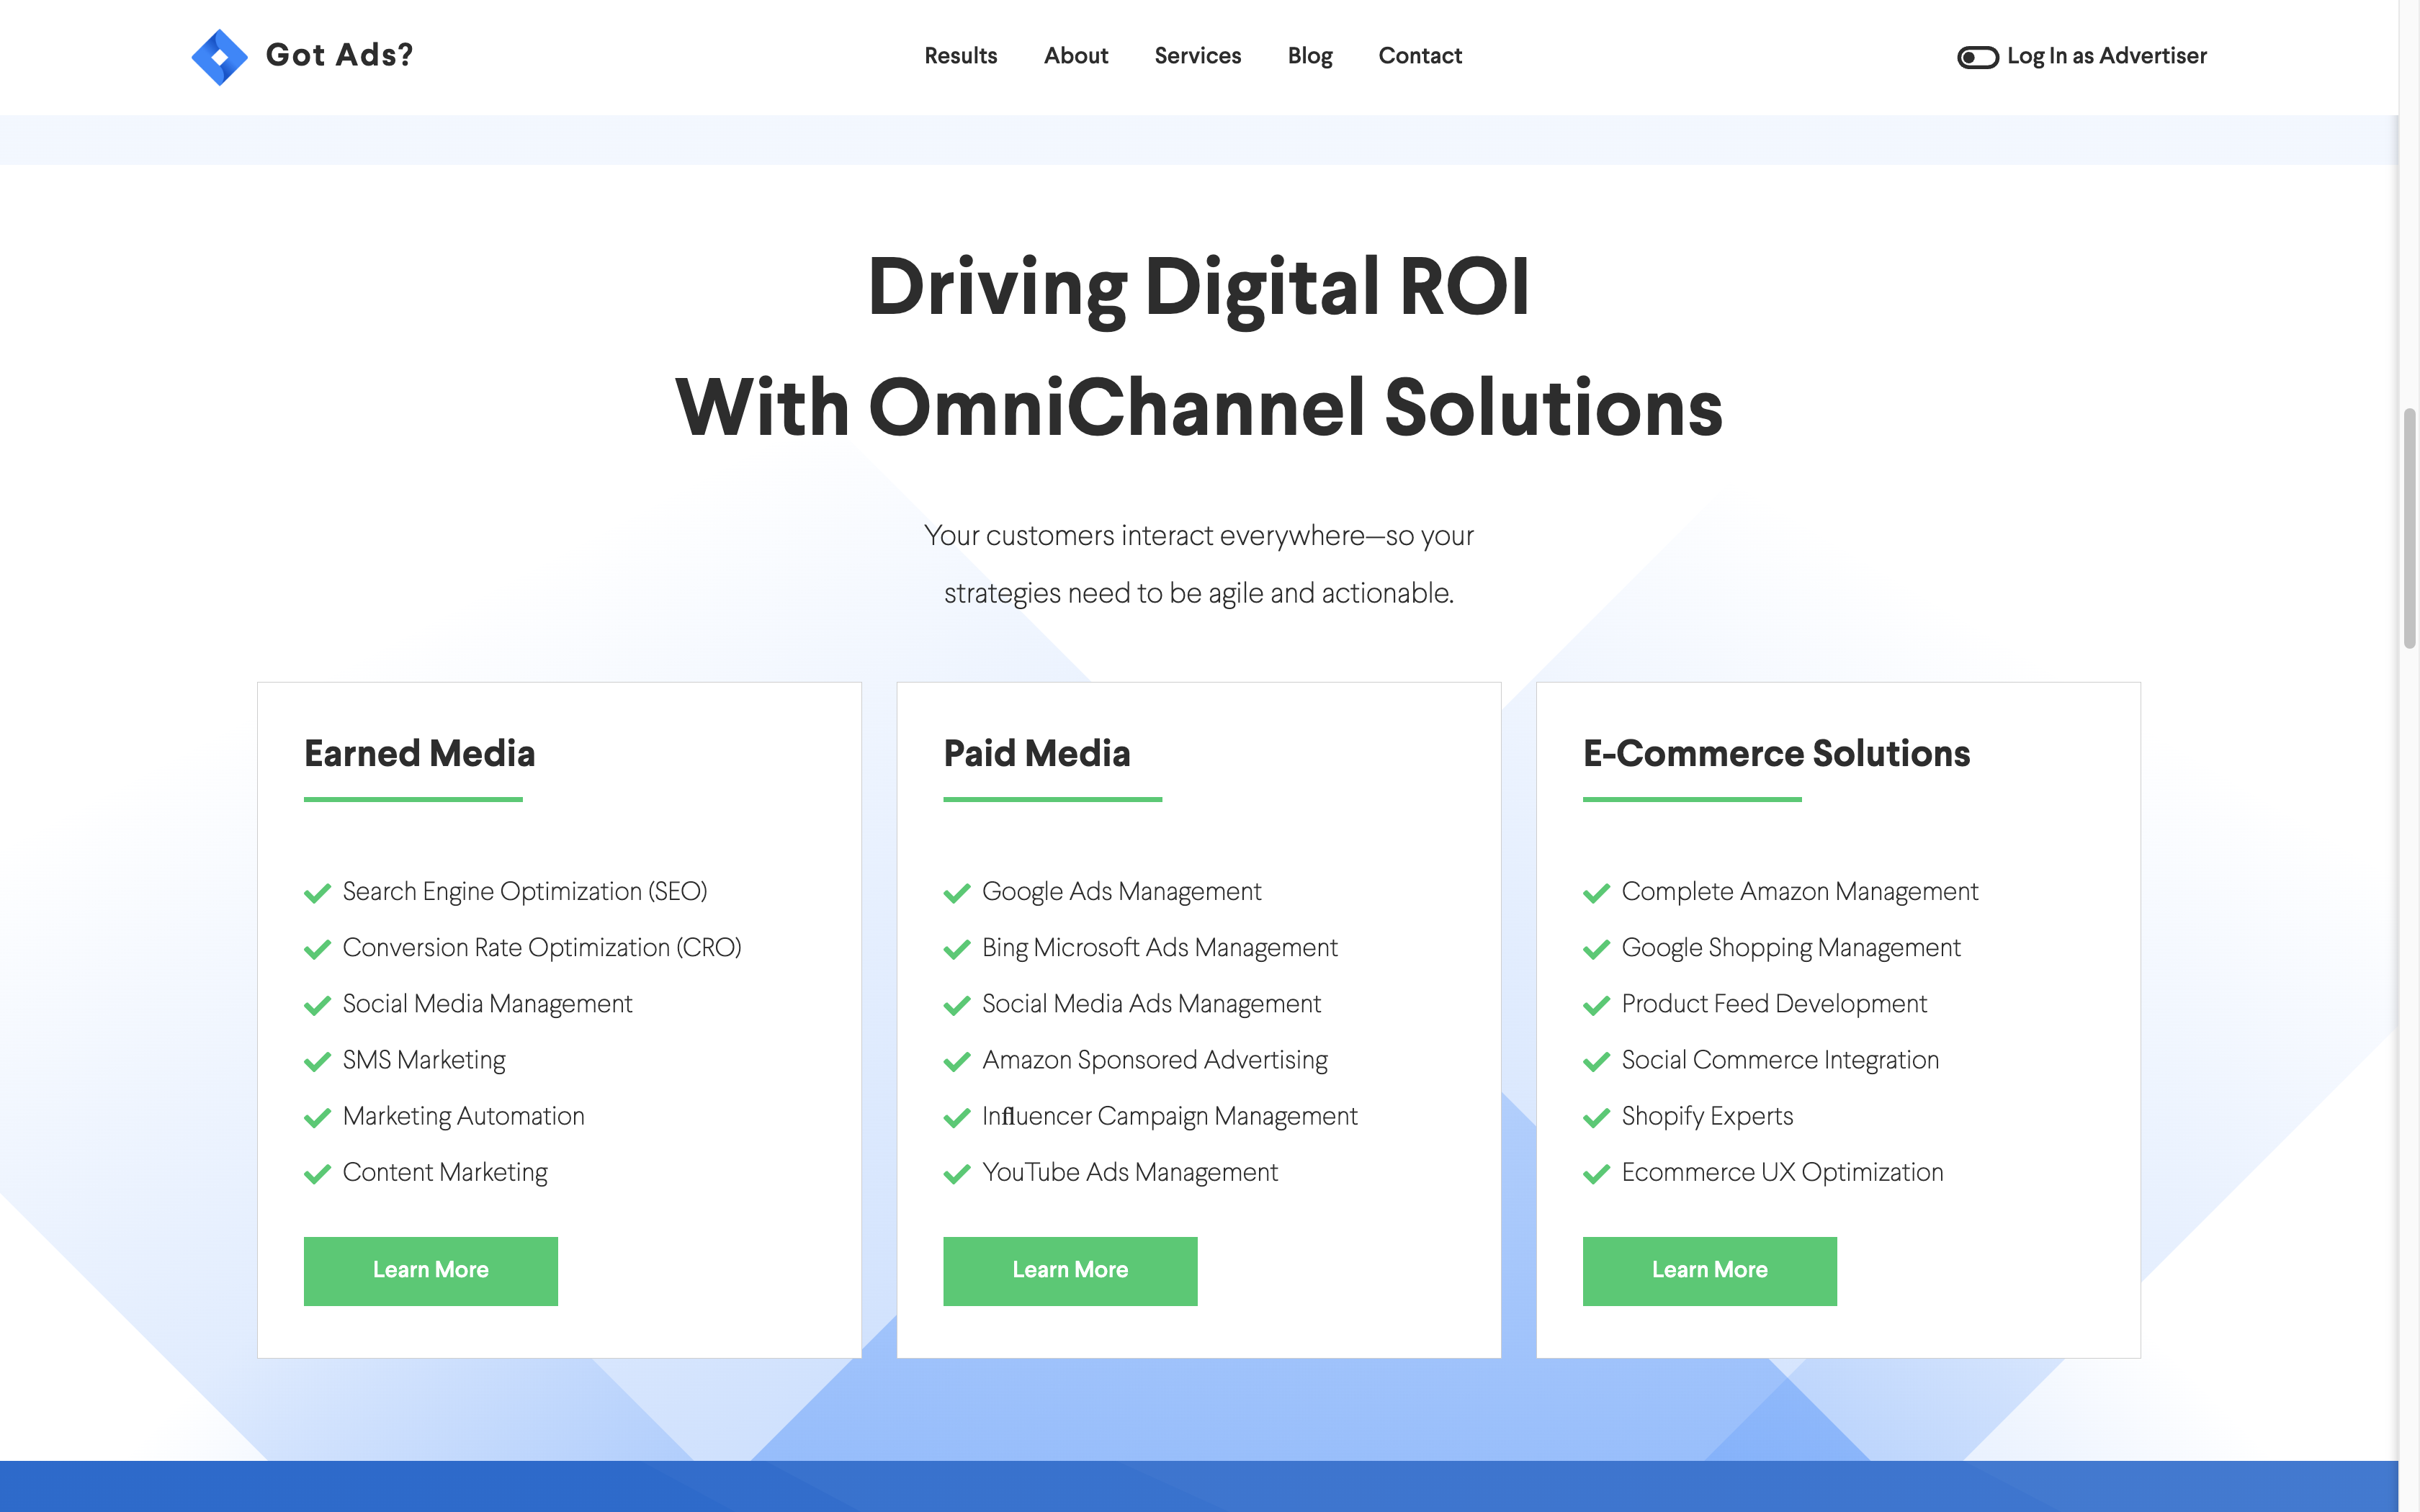 Got Ads?
Results
About
Services
Blog
Contact
Log In as Advertiser
Driving Digital ROI
With OmniChannel Solutions
Your customers interact everywhere—so your
strategies need to be agile and actionable.
Earned Media
Search Engine Optimization (SEO)
Conversion Rate Optimization (CRO)
Social Media Management
SMS Marketing
Marketing Automation
Content Marketing
Learn More
Paid Media
Google Ads Management
Bing Microsoft Ads Management
Social Media Ads Management
Amazon Sponsored Advertising
Influencer Campaign Management
YouTube Ads Management
Learn More
E-Commerce Solutions
Complete Amazon Management
Google Shopping Management
Product Feed Development
Social Commerce Integration
Shopify Experts
Ecommerce UX Optimization
Learn More